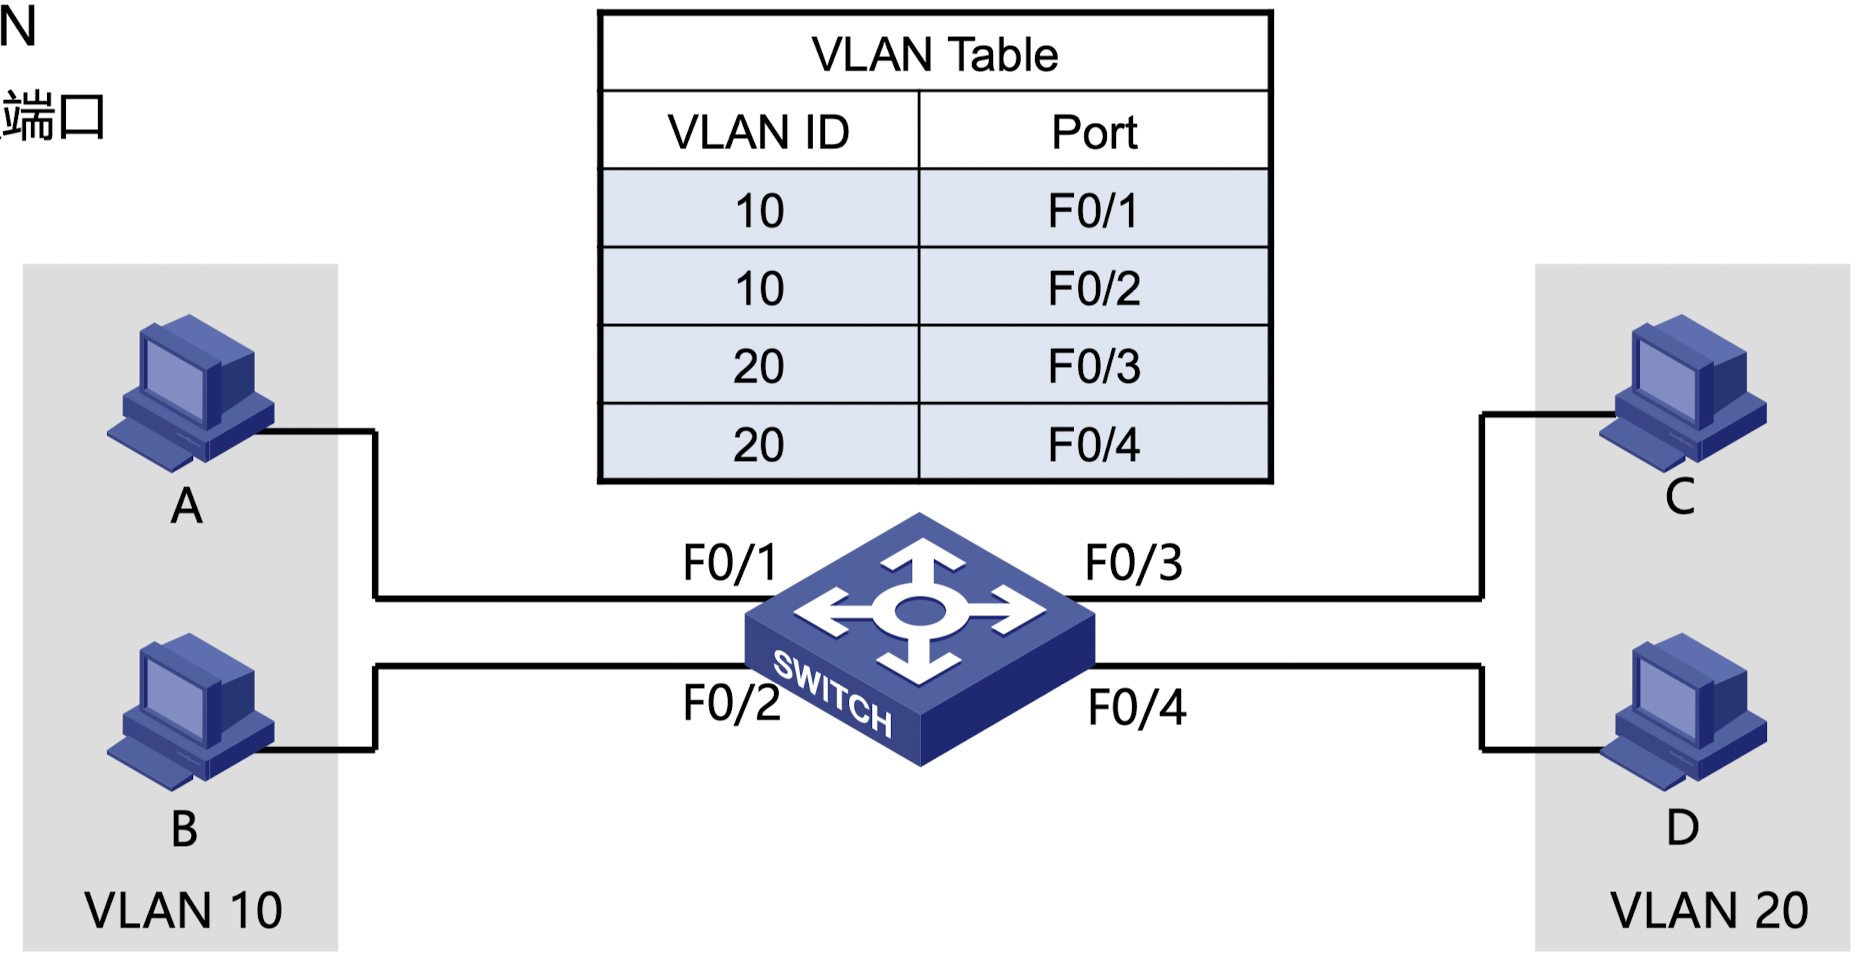 N
端口
VLAN Table
VLAN ID Port
10 F0/1
10 F0/2
20 F0/3
20 F0/4
A
C
F0/1 F0/3
SWITCH
F0/2 F0/4
B
D
VLAN 10
VLAN 20